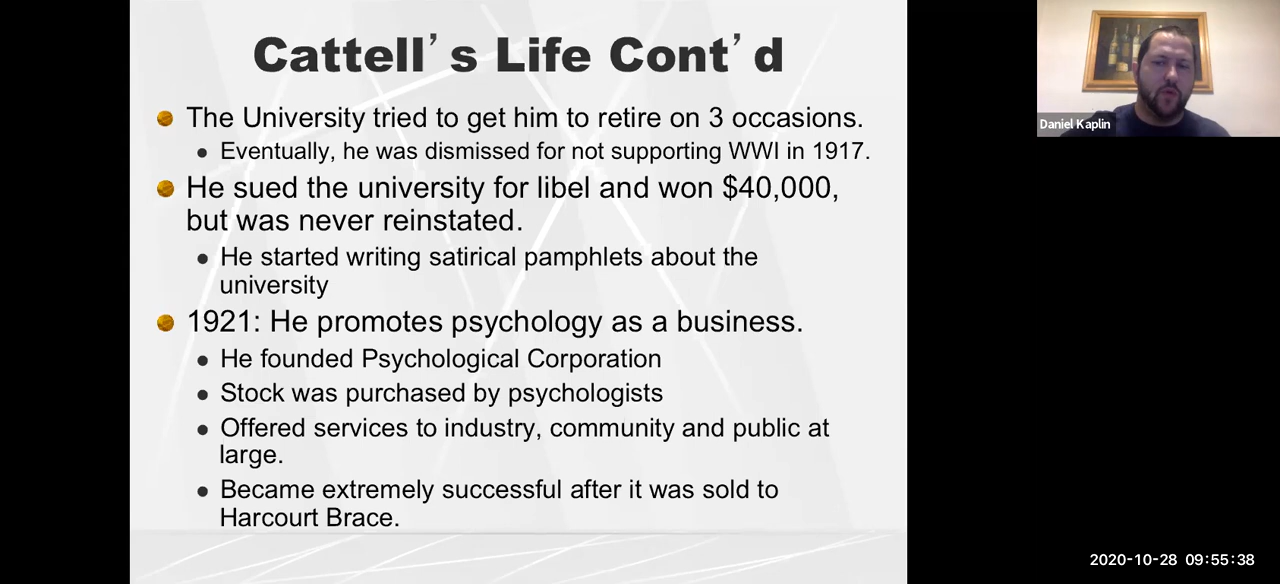 Cattell’s Life Cont’d
The University tried to get him to retire on 3 occasions.
Eventually, he was dismissed for not supporting WWI in 1917.
He sued the university for libel and won $40,000,
but was never reinstated.
He started writing satirical pamphlets about the
university
1921: He promotes psychology as a business.
He founded Psychological Corporation
Stock was purchased by psychologists
Offered services to industry, community and public at
large.
Became extremely successful after it was sold to
Harcourt Brace.
Daniel Kaplin
2020-10-28 09:55:38